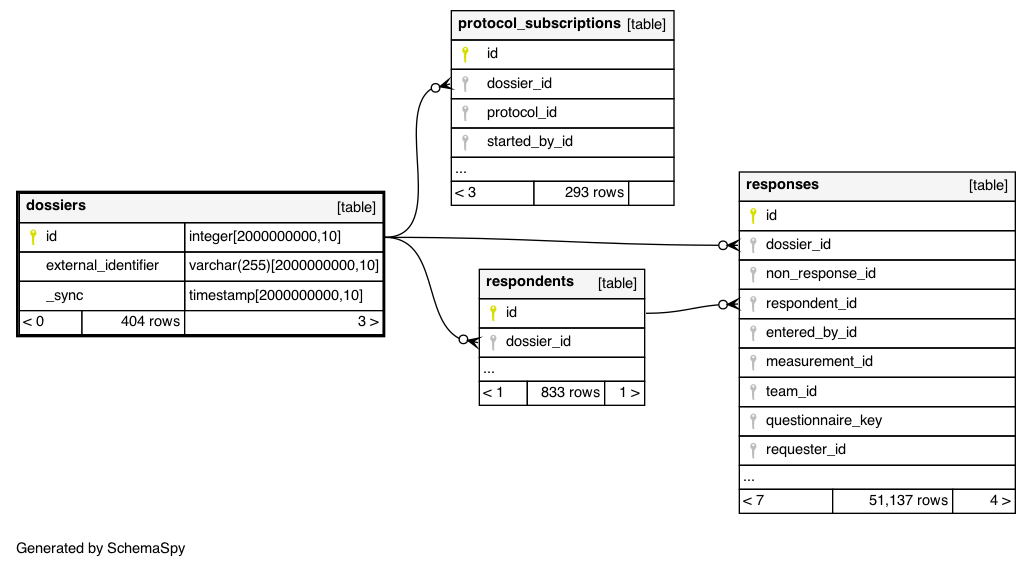 protocol_subscriptions [table]
id
dossier_id
protocol_id
started_by_id
...
< 3 293 rows
dossiers [table]
id integer[2000000000,10]
external_identifier varchar(255)[2000000000,10]
_sync timestamp[2000000000,10]
< 0 404 rows 3 >
respondents [table]
id
dossier_id
...
< 1 833 rows 1 >
responses [table]
id
dossier_id
non_response_id
respondent_id
entered_by_id
measurement_id
team_id
questionnaire_key
requester_id
...
< 7 51,137 rows 4 >
Generated by SchemaSpy